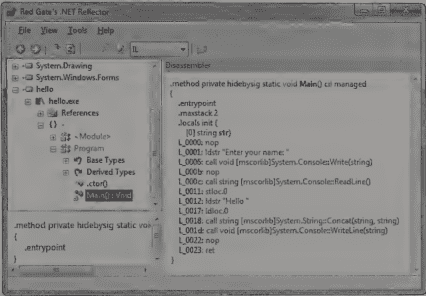 Red Gate's .NET Reflector
File View Tools Help
IL
System.Drawing
System.Windows.Forms
hello
hello.exe
References
{ } -
<Module>
Program
Base Types
Derived Types
.ctor()
Main() : Void
.method private hidebysig static voi
{
.entrypoint
}
Disassembler
.method private hidebysig static void Main() cil managed
{
.entrypoint
.maxstack 2
.locals init (
[0] string str)
L_0000: nop
L_0001: ldstr "Enter your name: "
L_0006: call void [mscorlib]System.Console::Write(string)
L_000b: nop
L_000c: call string [mscorlib]System.Console::ReadLine()
L_0011: stloc.0
L_0012: ldstr "Hello "
L_0017: ldloc.0
L_0018: call string [mscorlib]System.String::Concat(string, string)
L_001d: call void [mscorlib]System.Console::WriteLine(string)
L_0022: nop
L_0023: ret
}